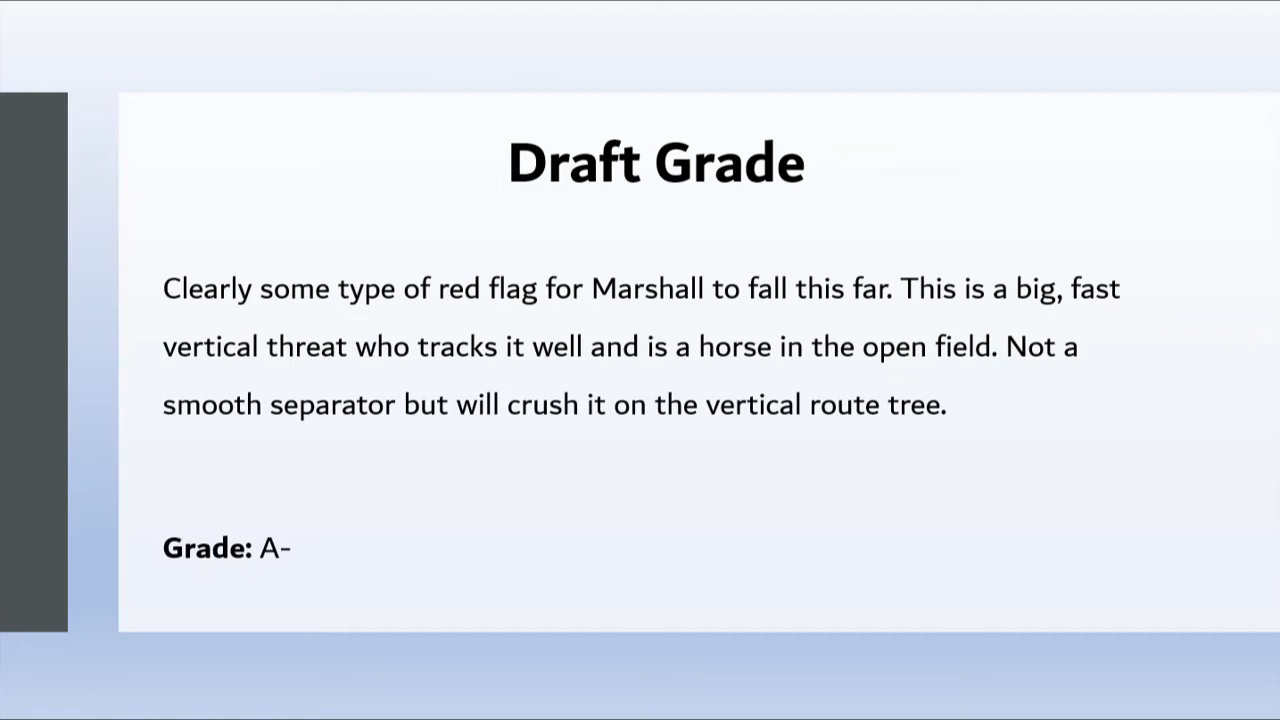 Draft Grade
Clearly some type of red flag for Marshall to fall this far. This is a big, fast
vertical threat who tracks it well and is a horse in the open field. Not a
smooth separator but will crush it on the vertical route tree.
Grade: A-